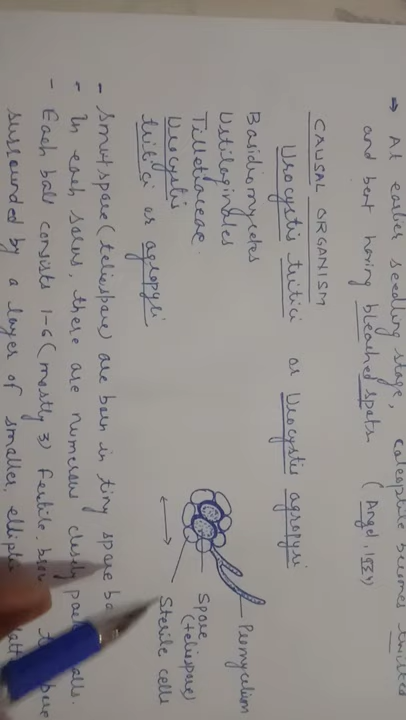 → At earlier seedling stage, coleoptile becomes twisted
and bent having bleached spots. (Angel, 1934)
CAUSAL ORGANISM
Urocystis tritici or Urocystis agropyri
Basidiomycetes
Ustilaginales
Tilletiaceae.
Urocystis
tritici or agropyri
Promycelium
Spore
(teliospore)
Sterile cells
- Smut spore (teliospore) are born in tiny spore
- In each sorus, there are numerous closely balls.
- Each ball consists 1-6 (mostly 3) fertile,
surrounded by a layer of smaller,